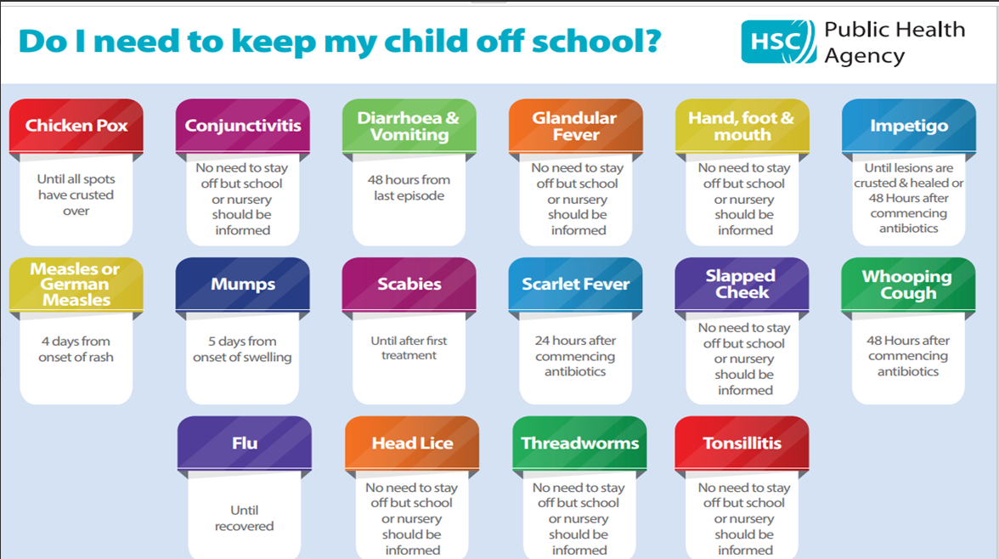 Do I need to keep my child off school?
HSC
Public Health
Agency
Chicken Pox
Until all spots
have crusted
over
Conjunctivitis
No need to stay
off but school
or nursery
should be
informed
Diarrhoea &
Vomiting
48 hours from
last episode
Glandular
Fever
No need to stay
off but school
or nursery
should be
informed
Hand, foot &
mouth
No need to stay
off but school
or nursery
should be
informed
Impetigo
Until lesions are
crusted & healed or
48 Hours after
commencing
antibiotics
Measles or
German
Measles
4 days from
onset of rash
Mumps
5 days from
onset of swelling
Scabies
Until after first
treatment
Scarlet Fever
24 hours after
commencing
antibiotics
Slapped
Cheek
No need to stay
off but school
or nursery
should be
informed
Whooping
Cough
48 Hours after
commencing
antibiotics
Flu
Until
recovered
Head Lice
No need to stay
off but school
or nursery
should be
informed
Threadworms
No need to stay
off but school
or nursery
should be
informed
Tonsillitis
No need to stay
off but school
or nursery
should be
informed